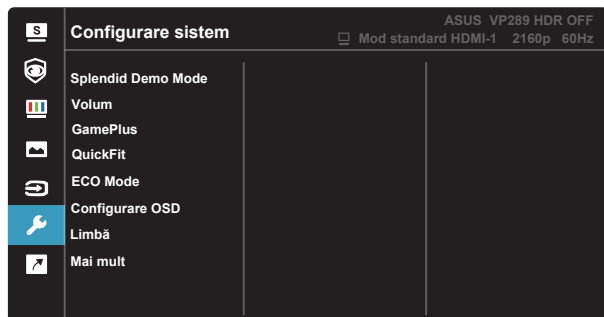 S
Configurare sistem
ASUS VP289 HDR OFF
Mod standard HDMI-1 2160p 60Hz
Splendid Demo Mode
Volum
GamePlus
QuickFit
ECO Mode
Configurare OSD
Limbă
Mai mult